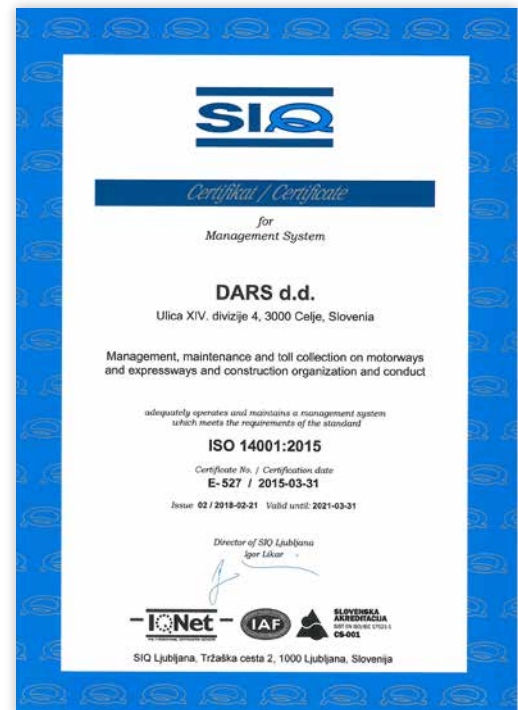 SIQ
Certifikat / Certificate
for
Management System
DARS d.d.
Ulica XIV. divizije 4, 3000 Celje, Slovenia
Management, maintenance and toll collection on motorways
and expressways and construction organization and conduct
adequately operates and maintains a management system
which meets the requirements of the standard
ISO 14001:2015
Certificate No. / Certification date
E-527 / 2015-03-31
Issue 02 / 2018-02-21 Valid until: 2021-03-31
Director of SIQ Ljubljana
Igor Likar
IQNet
IAF
SLOVENSKA
AKREDITACIJA
CS-001
SIQ Ljubljana, Tržaška cesta 2, 1000 Ljubljana, Slovenija